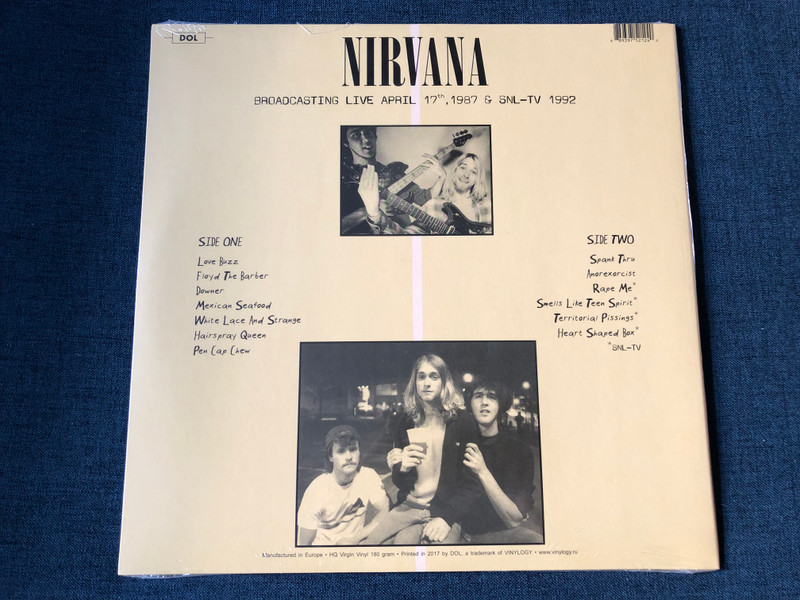 DOL
NIRVANA
BROADCASTING LIVE APRIL 17th, 1987 & SNL-TV 1992
SIDE ONE
Love Buzz
Floyd The Barber
Downer
Mexican Seafood
White Lace And Strange
Hairspray Queen
Pen Cap Chew
SIDE TWO
Spank Thru
Anorexorcist
Rape Me*
Smells Like Teen Spirit*
Territorial Pissings*
Heart Shaped Box*
*SNL-TV
Manufactured in Europe • HQ Virgin Vinyl 180 gram • Printed in 2017 by DOL, a trademark of VINYLOGY • www.vinylogy.ru